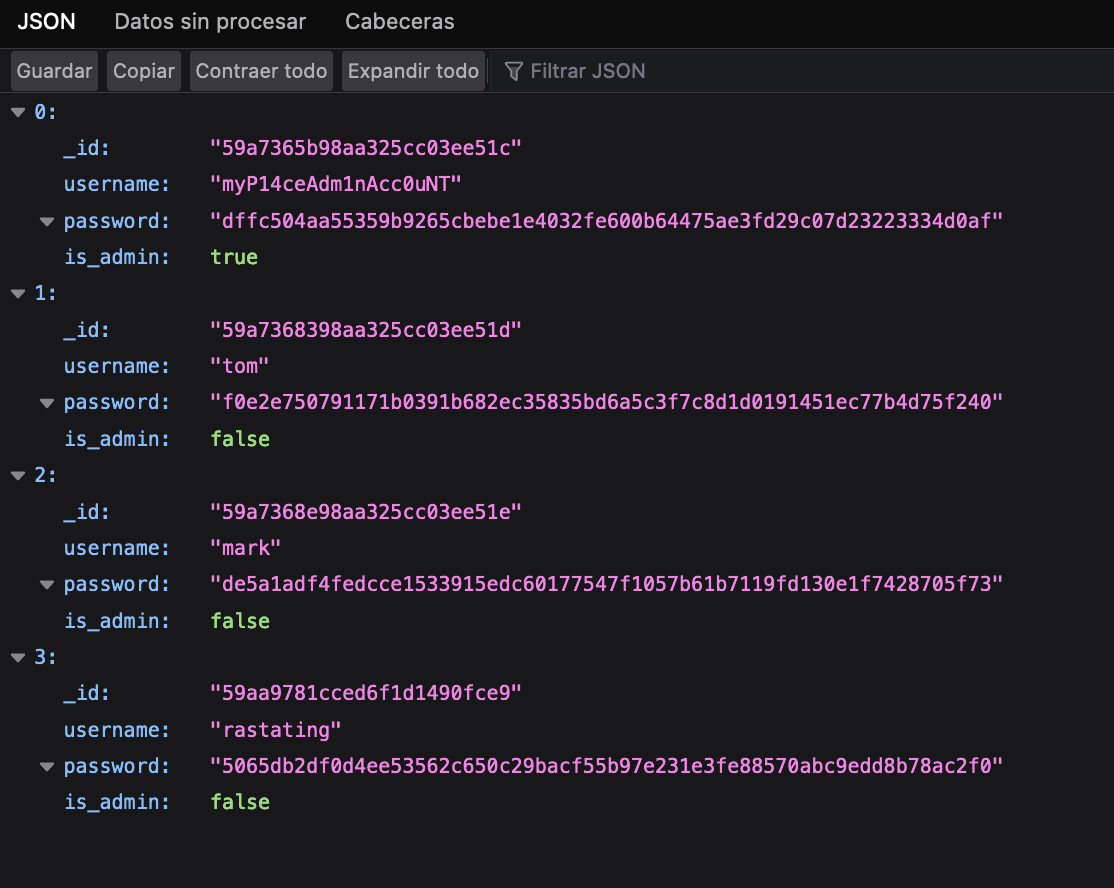 JSON Datos sin procesar Cabeceras
Guardar Copiar Contraer todo Expandir todo Filtrar JSON
0:
_id: "59a7365b98aa325cc03ee51c"
username: "myP14ceAdm1nAcc0uNT"
password: "dffc504aa55359b9265cbebe1e4032fe600b64475ae3fd29c07d23223334d0af"
is_admin: true
1:
_id: "59a7368398aa325cc03ee51d"
username: "tom"
password: "f0e2e750791171b0391b682ec35835bd6a5c3f7c8d1d0191451ec77b4d75f240"
is_admin: false
2:
_id: "59a7368e98aa325cc03ee51e"
username: "mark"
password: "de5a1adf4fedcce1533915edc60177547f1057b61b7119fd130e1f7428705f73"
is_admin: false
3:
_id: "59aa9781cced6f1d1490fce9"
username: "rastating"
password: "5065db2df0d4ee53562c650c29bacf55b97e231e3fe88570abc9edd8b78ac2f0"
is_admin: false